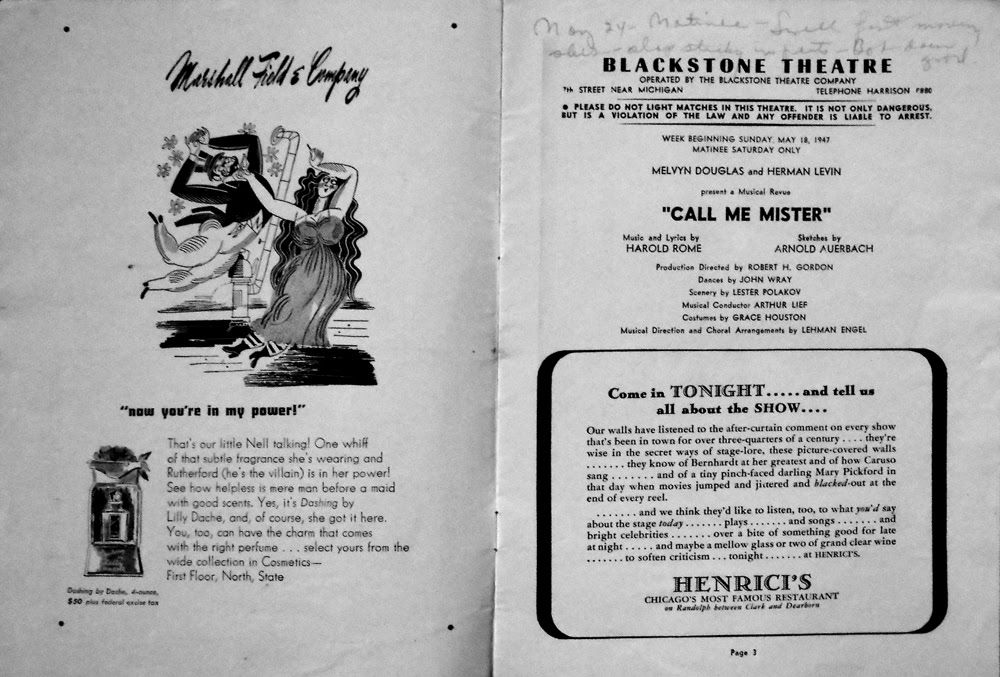 Marshall Field & Company
"now you're in my power!"
That's our little Nell talking! One whiff
of that subtle fragrance she's wearing and
Rutherford (he's the villain) is in her power!
See how helpless is mere man before a maid
with good scents. Yes, it's Dashing by
Lilly Dache, and, of course, she got it here.
You, too, can have the charm that comes
with the right perfume . . . select yours from the
wide collection in Cosmetics—
First Floor, North, State
Dashing by Dache, 4-ounce,
$50 plus federal excise tax
May 24 - Matinee - Swell fast moving
good
BLACKSTONE THEATRE
OPERATED BY THE BLACKSTONE THEATRE COMPANY
7th STREET NEAR MICHIGAN TELEPHONE HARRISON
● PLEASE DO NOT LIGHT MATCHES IN THIS THEATRE. IT IS NOT ONLY DANGEROUS,
BUT IS A VIOLATION OF THE LAW AND ANY OFFENDER IS LIABLE TO ARREST.
WEEK BEGINNING SUNDAY, MAY 18, 1947
MATINEE SATURDAY ONLY
MELVYN DOUGLAS and HERMAN LEVIN
present a Musical Revue
"CALL ME MISTER"
Music and Lyrics by Sketches by
HAROLD ROME ARNOLD AUERBACH
Production Directed by ROBERT H. GORDON
Dances by JOHN WRAY
Scenery by LESTER POLAKOV
Musical Conductor ARTHUR LIEF
Costumes by GRACE HOUSTON
Musical Direction and Choral Arrangements by LEHMAN ENGEL
Come in TONIGHT.....and tell us
all about the SHOW....
Our walls have listened to the after-curtain comment on every show
that's been in town for over three-quarters of a century . . . . they're
wise in the secret ways of stage-lore, these picture-covered walls
. . . . . . . they know of Bernhardt at her greatest and of how Caruso
sang . . . . . . . and of a tiny pinch-faced darling Mary Pickford in
that day when movies jumped and jittered and blacked-out at the
end of every reel.
. . . . . . . and we think they'd like to listen, too, to what you'd say
about the stage today . . . . . . . plays . . . . . . . and songs . . . . . . . and
bright celebrities . . . . . . . over a bite of something good for late
at night . . . . . and maybe a mellow glass or two of grand clear wine
. . . . . . . to soften criticism . . . tonight . . . . . . . at HENRICI'S.
HENRICI'S
CHICAGO'S MOST FAMOUS RESTAURANT
on Randolph between Clark and Dearborn
Page 3